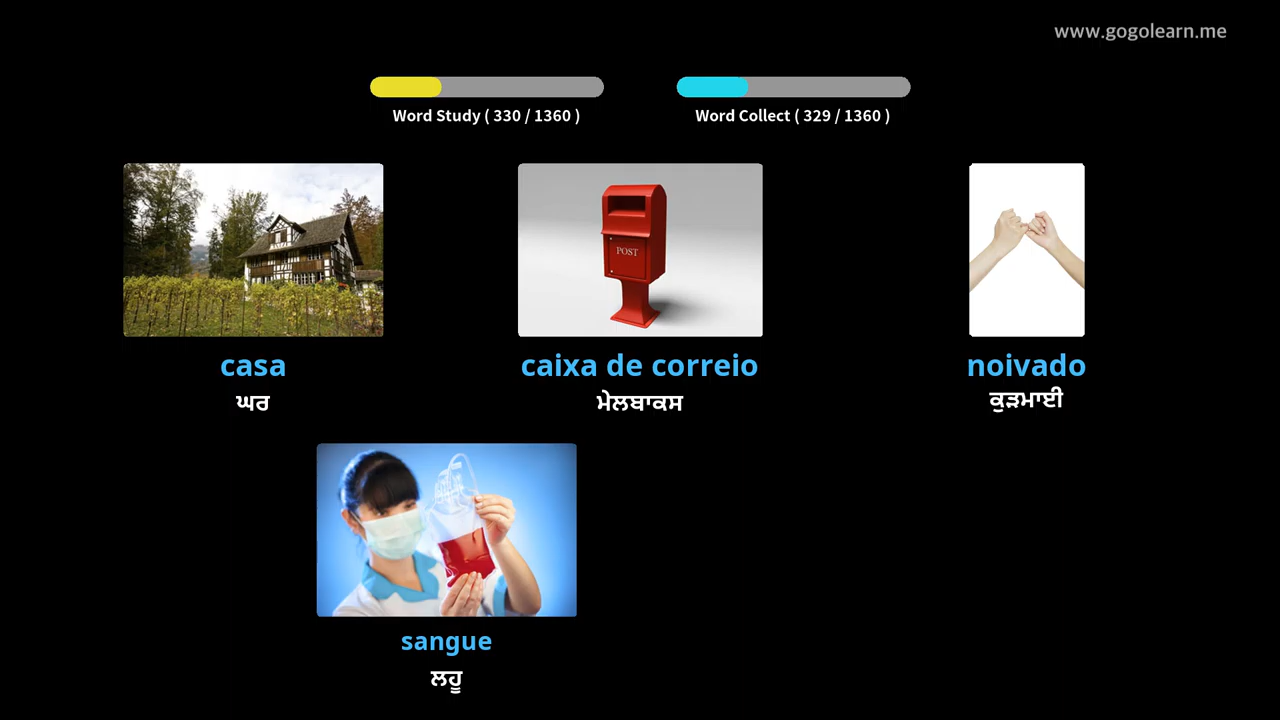 www.gogolearn.me
Word Study ( 330 / 1360 )
Word Collect ( 329 / 1360 )
POST
casa
ਘਰ
caixa de correio
ਮੇਲਬਾਕਸ
noivado
ਕੁੜਮਾਈ
sangue
ਲਹੂ